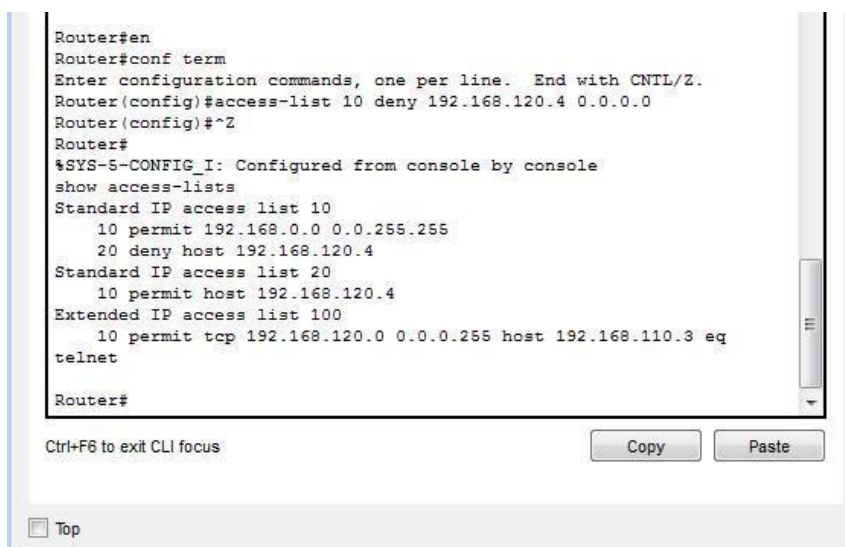 Router#en
Router#conf term
Enter configuration commands, one per line.  End with CNTL/Z.
Router(config)#access-list 10 deny 192.168.120.4 0.0.0.0
Router(config)#^Z
Router#
%SYS-5-CONFIG_I: Configured from console by console
show access-lists
Standard IP access list 10
    10 permit 192.168.0.0 0.0.255.255
    20 deny host 192.168.120.4
Standard IP access list 20
    10 permit host 192.168.120.4
Extended IP access list 100
    10 permit tcp 192.168.120.0 0.0.0.255 host 192.168.110.3 eq
telnet
Router#
Ctrl+F6 to exit CLI focus
Copy
Paste
Top